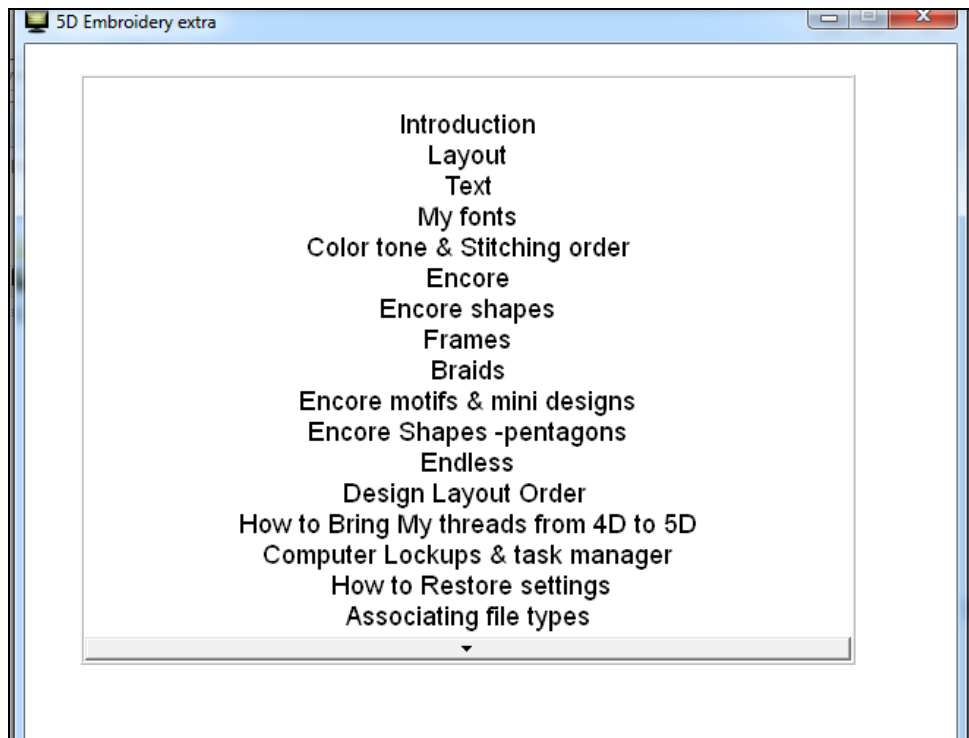 5D Embroidery extra
Introduction
Layout
Text
My fonts
Color tone & Stitching order
Encore
Encore shapes
Frames
Braids
Encore motifs & mini designs
Encore Shapes -pentagons
Endless
Design Layout Order
How to Bring My threads from 4D to 5D
Computer Lockups & task manager
How to Restore settings
Associating file types